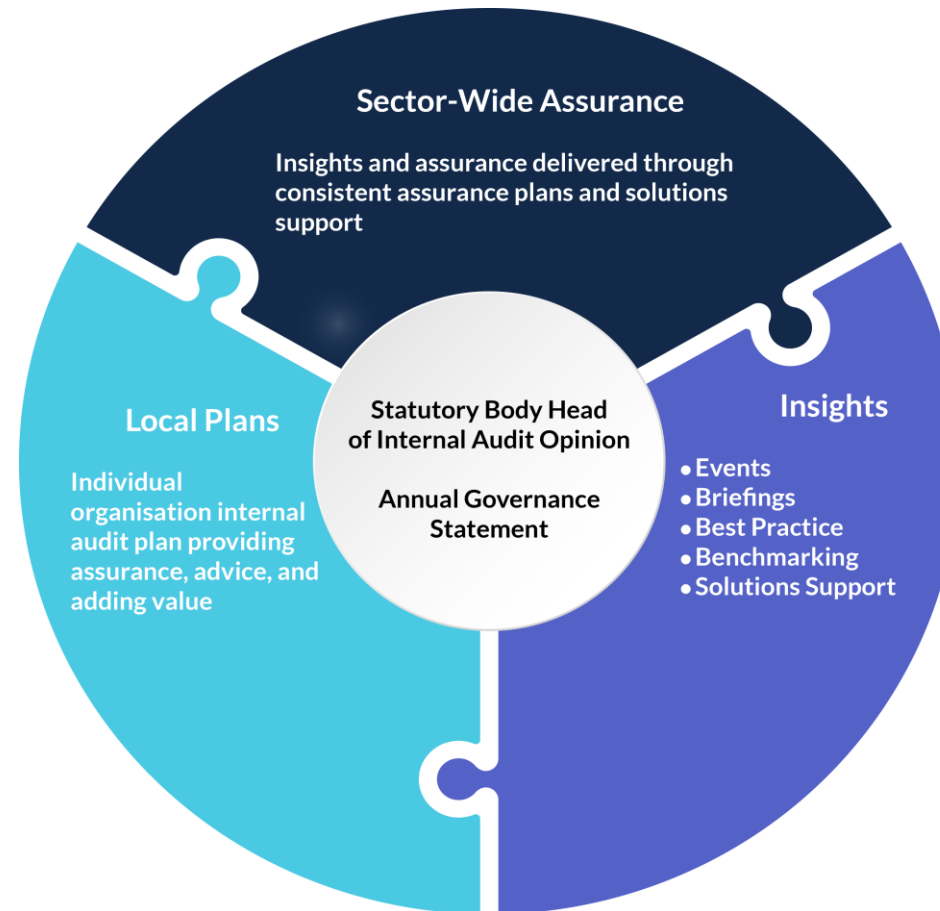 Sector-Wide Assurance
Insights and assurance delivered through
consistent assurance plans and solutions
support
Local Plans
Individual
organisation internal
audit plan providing
assurance, advice, and
adding value
Statutory Body Head
of Internal Audit Opinion
Annual Governance
Statement
Insights
• Events
• Briefings
• Best Practice
• Benchmarking
• Solutions Support